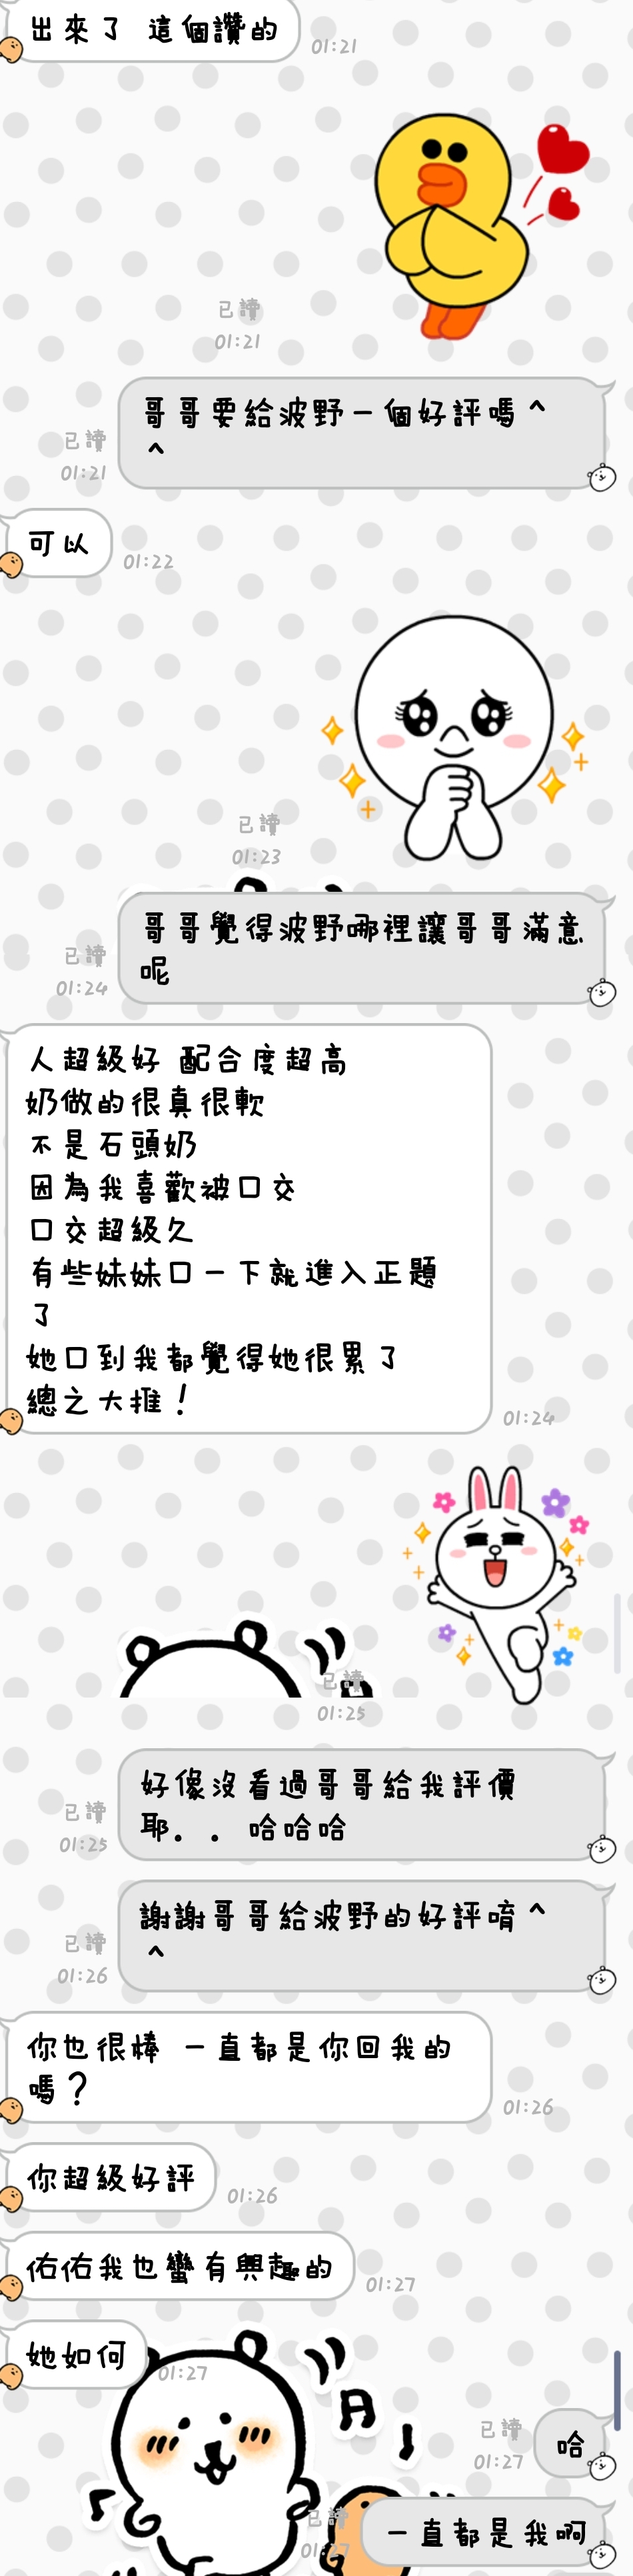 出來了 這個讚的
01:21
已讀
01:21
哥哥要給波野一個好評嗎^
^
已讀
01:21
可以
01:22
已讀
01:23
哥哥覺得波野哪裡讓哥哥滿意
呢
已讀
01:24
人超級好 配合度超高
奶做的很真很軟
不是石頭奶
因為我喜歡被口交
口交超級久
有些妹妹口一下就進入正題
了
她口到我都覺得她很累了
總之大推！
01:24
已讀
01:25
好像沒看過哥哥給我評價
耶．．哈哈哈
已讀
01:25
謝謝哥哥給波野的好評唷^
^
已讀
01:26
你也很棒 一直都是你回我的
嗎？
01:26
你超級好評
01:26
佑佑我也蠻有興趣的
01:27
她如何
01:27
哈
已讀
01:27
一直都是我啊
已讀
01:27